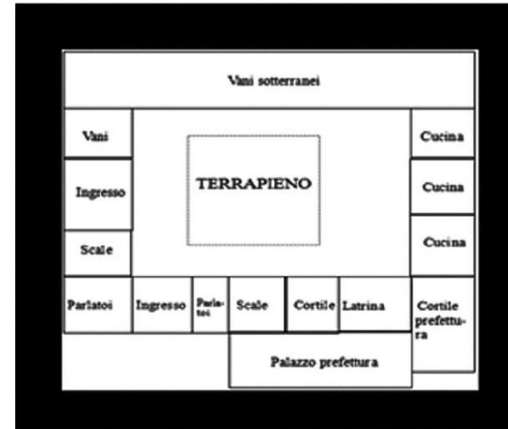 Vani sotterranei
Vani
Cucina
TERRAPIENO
Ingresso
Cucina
Scale
Cucina
Parlatoi
Ingresso
Parla-
toi
Scale
Cortile
Latrina
Cortile
prefettu-
ra
Palazzo prefettura